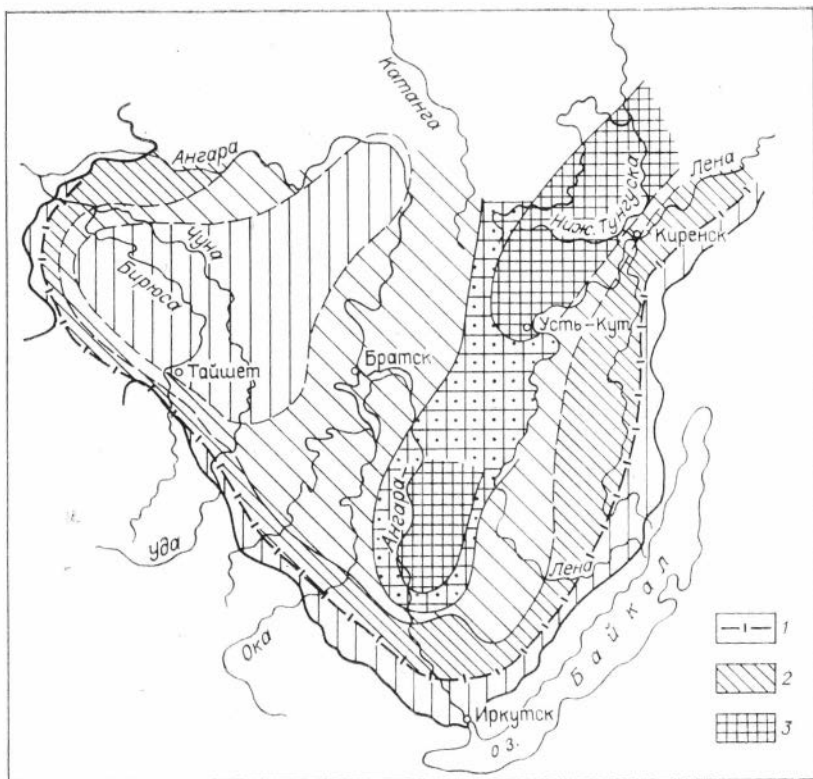 Катанга
Ангара
Лена
Ниж. Тунгуска
Чуна
Киренск
Бирюса
Усть-Кут
Братск
Тайшет
Ангара
Уда
Лена
Ока
оз. Байкал
Иркутск
1
2
3